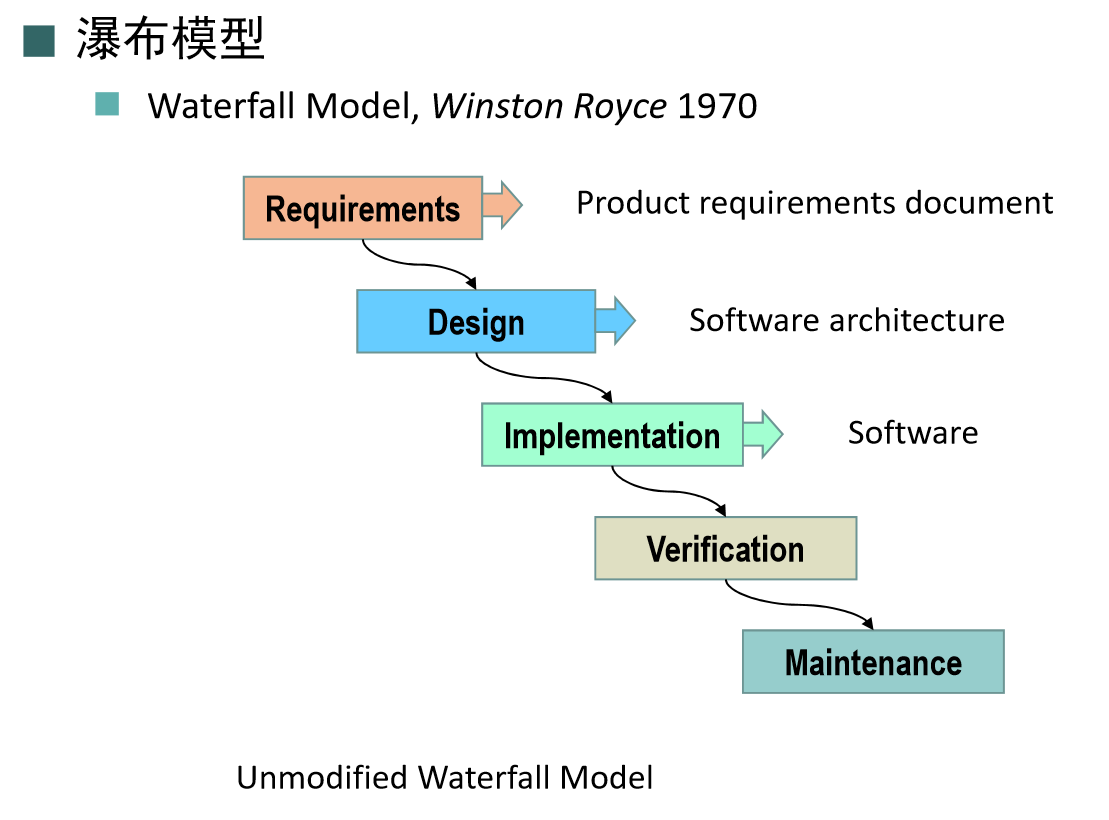 瀑布模型
Waterfall Model, Winston Royce 1970
Requirements
Product requirements document
Design
Software architecture
Implementation
Software
Verification
Maintenance
Unmodified Waterfall Model